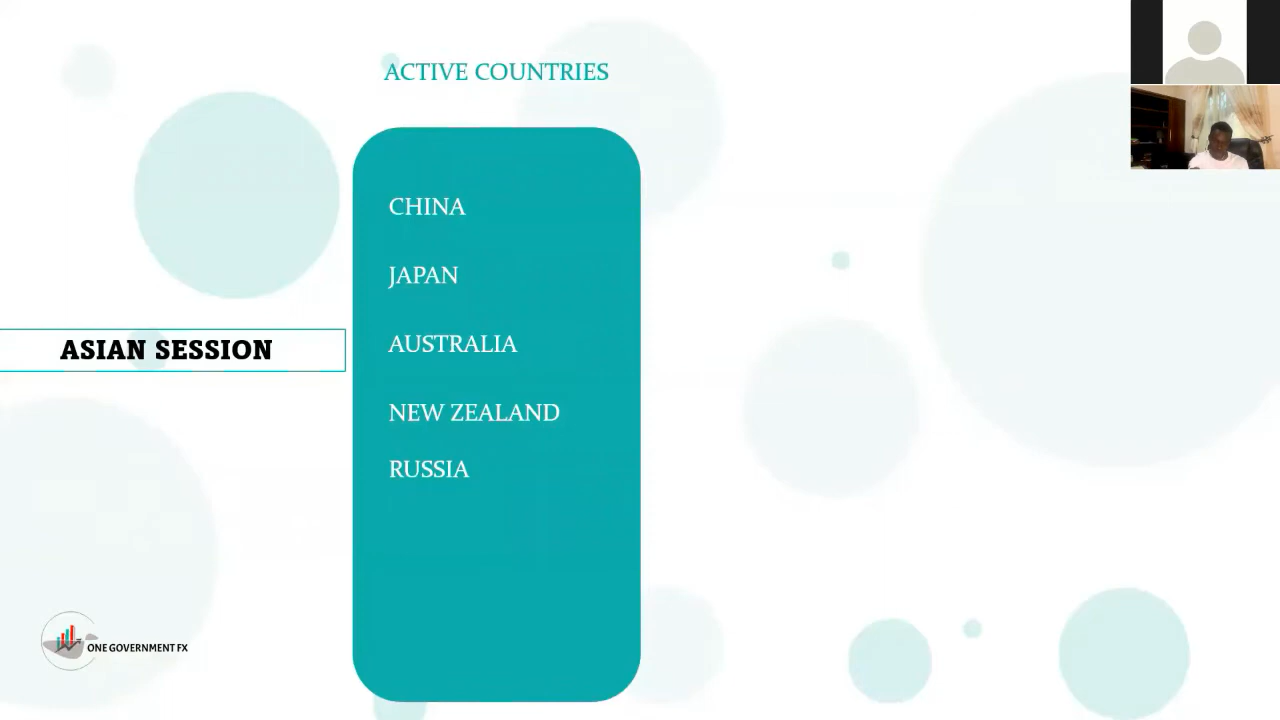 ACTIVE COUNTRIES
CHINA
JAPAN
AUSTRALIA
NEW ZEALAND
RUSSIA
ASIAN SESSION
ONE GOVERNMENT FX